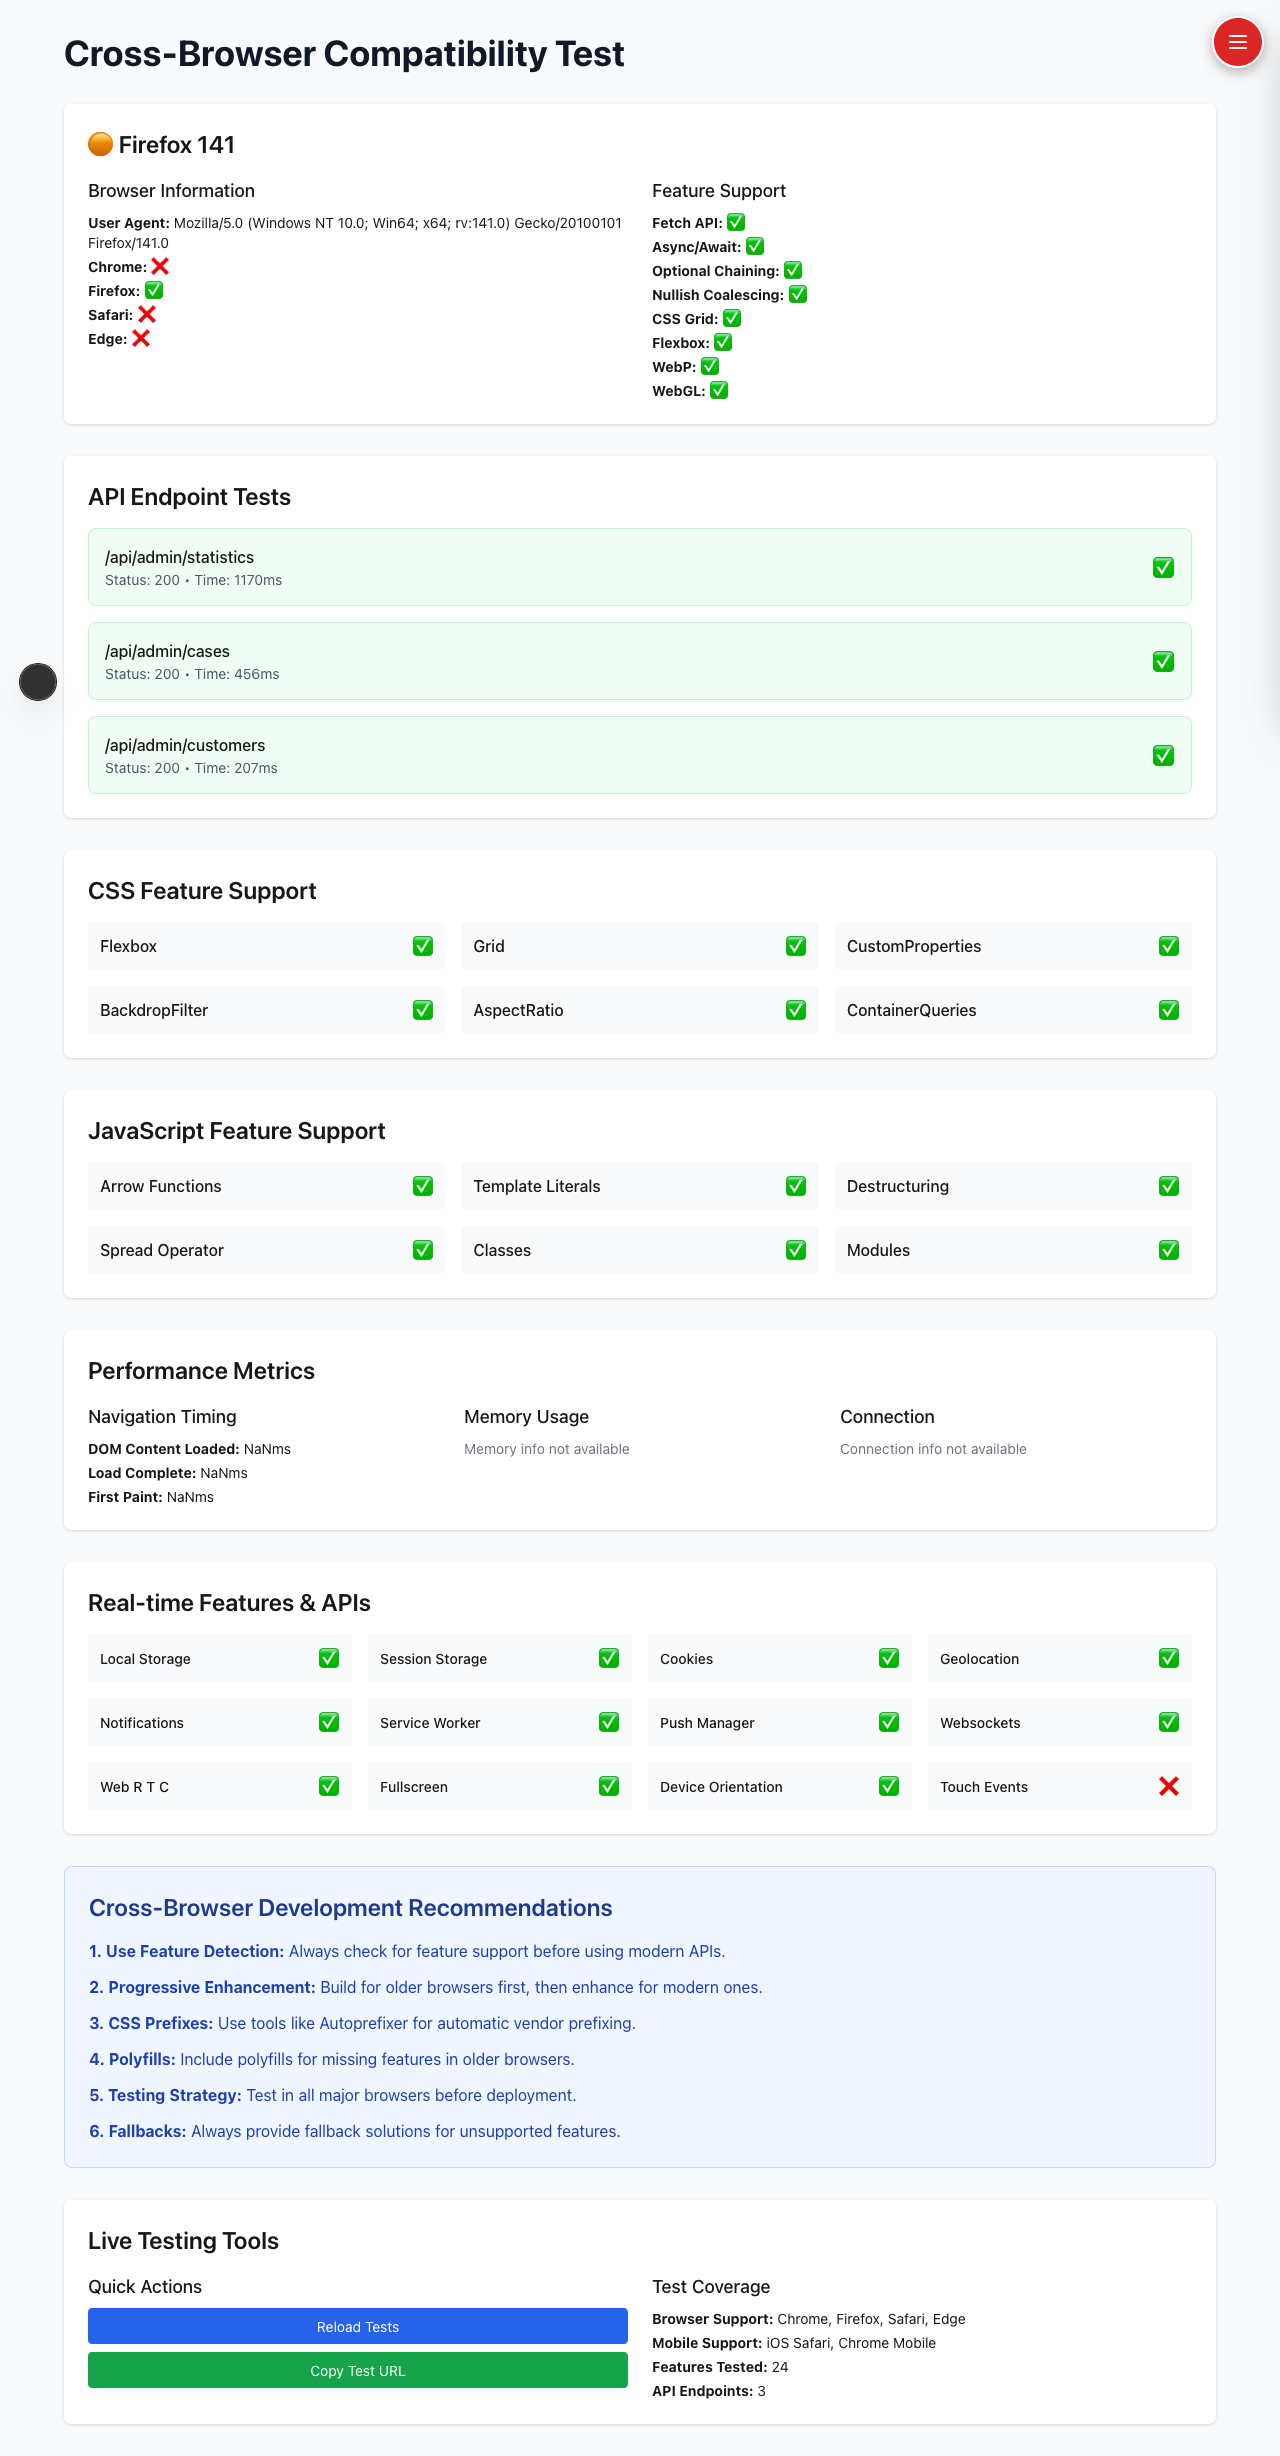 Cross-Browser Compatibility Test
Firefox 141
Browser Information
User Agent: Mozilla/5.0 (Windows NT 10.0; Win64; x64; rv:141.0) Gecko/20100101
Firefox/141.0
Chrome: ❌
Firefox: ✅
Safari: ❌
Edge: ❌
Feature Support
Fetch API: ✅
Async/Await: ✅
Optional Chaining: ✅
Nullish Coalescing: ✅
CSS Grid: ✅
Flexbox: ✅
WebP: ✅
WebGL: ✅
API Endpoint Tests
/api/admin/statistics
Status: 200 • Time: 1170ms
/api/admin/cases
Status: 200 • Time: 456ms
/api/admin/customers
Status: 200 • Time: 207ms
CSS Feature Support
Flexbox ✅ Grid ✅ CustomProperties ✅
BackdropFilter ✅ AspectRatio ✅ ContainerQueries ✅
JavaScript Feature Support
Arrow Functions ✅ Template Literals ✅ Destructuring ✅
Spread Operator ✅ Classes ✅ Modules ✅
Performance Metrics
Navigation Timing
DOM Content Loaded: NaNms
Load Complete: NaNms
First Paint: NaNms
Memory Usage
Memory info not available
Connection
Connection info not available
Real-time Features & APIs
Local Storage ✅ Session Storage ✅ Cookies ✅ Geolocation ✅
Notifications ✅ Service Worker ✅ Push Manager ✅ Websockets ✅
Web R T C ✅ Fullscreen ✅ Device Orientation ✅ Touch Events ❌
Cross-Browser Development Recommendations
1. Use Feature Detection: Always check for feature support before using modern APIs.
2. Progressive Enhancement: Build for older browsers first, then enhance for modern ones.
3. CSS Prefixes: Use tools like Autoprefixer for automatic vendor prefixing.
4. Polyfills: Include polyfills for missing features in older browsers.
5. Testing Strategy: Test in all major browsers before deployment.
6. Fallbacks: Always provide fallback solutions for unsupported features.
Live Testing Tools
Quick Actions
Reload Tests
Copy Test URL
Test Coverage
Browser Support: Chrome, Firefox, Safari, Edge
Mobile Support: iOS Safari, Chrome Mobile
Features Tested: 24
API Endpoints: 3